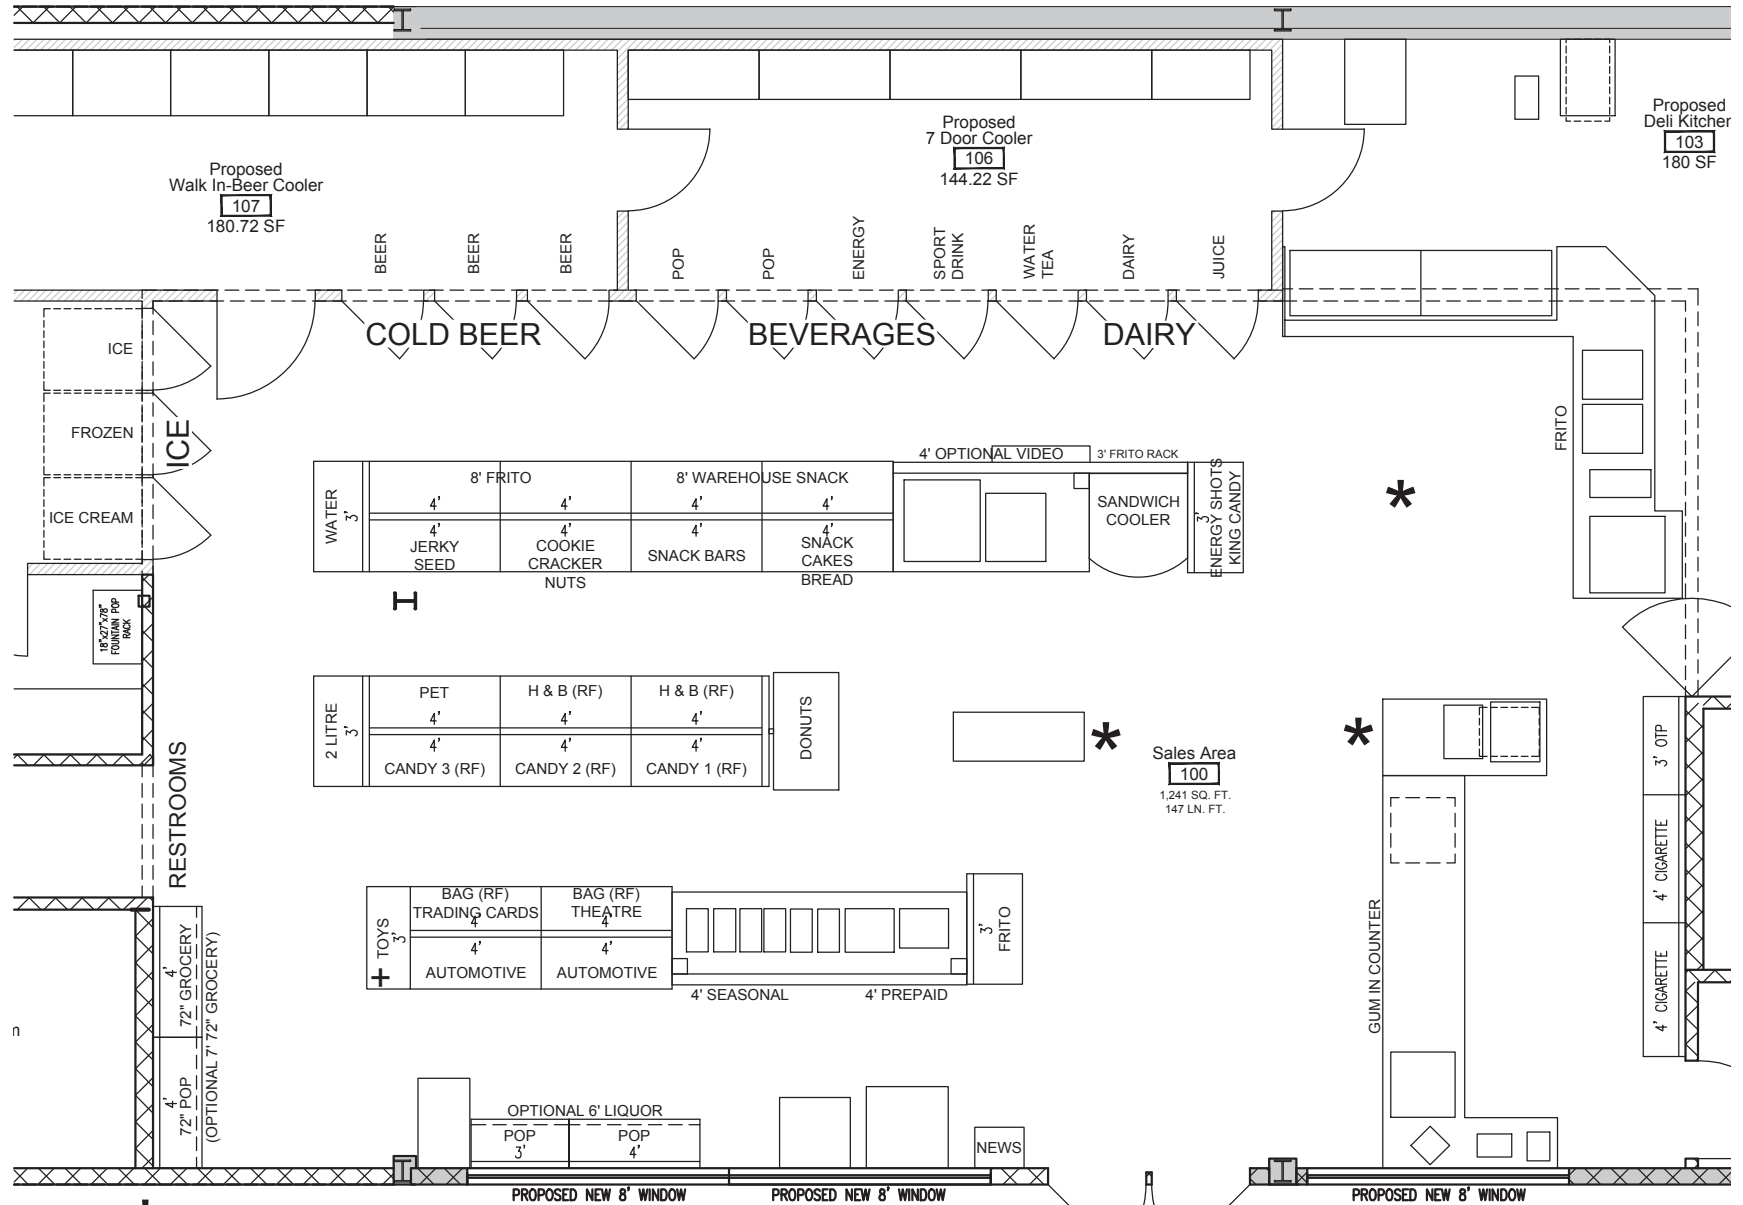 Proposed
Walk In-Beer Cooler
107
180.72 SF
Proposed
7 Door Cooler
106
144.22 SF
Proposed
103
180 SF
BEER
BEER
BEER
POP
POP
ENERGY
SPORT
DRINK
WATER
TEA
DAIRY
JUICE
COLD BEER
BEVERAGES
DAIRY
ICE
FROZEN
ICE CREAM
ICE
FRITO
WATER
3'
8' FRITO
8' WAREHOUSE SNACK
4'
4'
4'
4'
4'
4'
4'
4'
JERKY
SEED
COOKIE
CRACKER
NUTS
SNACK BARS
SNACK
CAKES
BREAD
4' OPTIONAL VIDEO
3' FRITO RACK
SANDWICH
COOLER
3'
ENERGY SHOTS
KING CANDY
*
18"x27"x78"
FOUNTAIN POP
RACK
2 LITRE
3'
PET
H & B (RF)
H & B (RF)
4'
4'
4'
4'
4'
4'
CANDY 3 (RF)
CANDY 2 (RF)
CANDY 1 (RF)
DONUTS
*
*
Sales Area
100
1,241 SQ. FT.
147 LN. FT.
RESTROOMS
3' OTP
4' CIGARETTE
4' CIGARETTE
GUM IN COUNTER
TOYS
3'
BAG (RF)
TRADING CARDS
4'
BAG (RF)
THEATRE
4'
4'
4'
AUTOMOTIVE
AUTOMOTIVE
4' SEASONAL
4' PREPAID
3'
FRITO
4'
72" GROCERY
4'
72" POP
(OPTIONAL 7' 72" GROCERY)
OPTIONAL 6' LIQUOR
POP
3'
POP
4'
NEWS
PROPOSED NEW 8' WINDOW
PROPOSED NEW 8' WINDOW
PROPOSED NEW 8' WINDOW